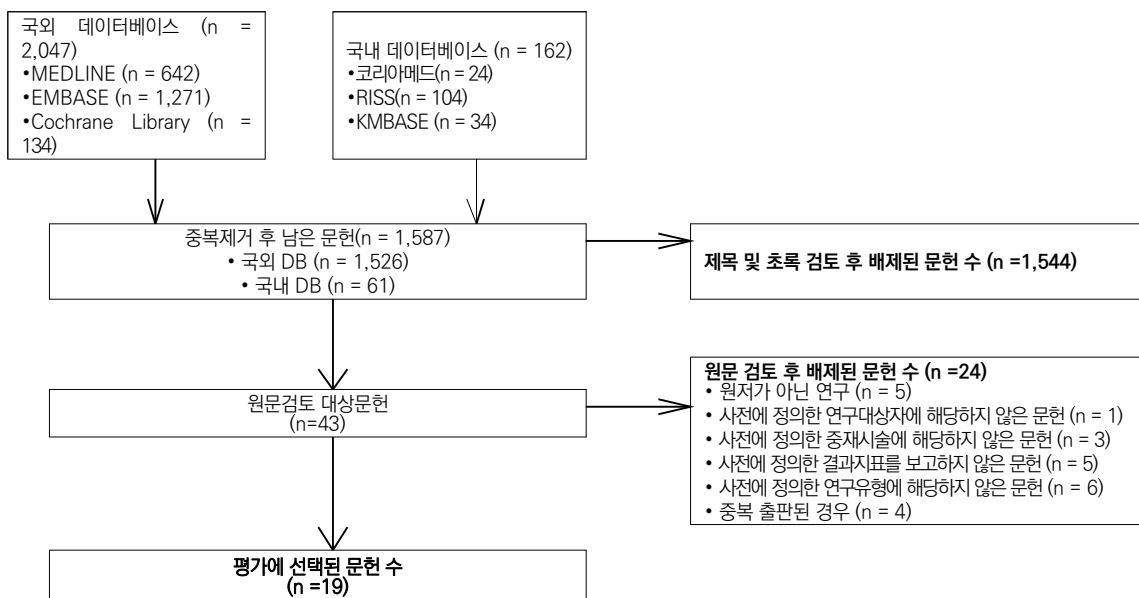 국외 데이터베이스 (n =
2,047)
•MEDLINE (n = 642)
•EMBASE (n = 1,271)
•Cochrane Library (n =
134)
국내 데이터베이스 (n = 162)
•코리아메드(n = 24)
•RISS(n = 104)
•KMBASE (n = 34)
중복제거 후 남은 문헌(n = 1,587)
• 국외 DB (n = 1,526)
• 국내 DB (n = 61)
제목 및 초록 검토 후 배제된 문헌 수 (n =1,544)
원문검토 대상문헌
(n=43)
원문 검토 후 배제된 문헌 수 (n =24)
• 원저가 아닌 연구 (n = 5)
• 사전에 정의한 연구대상자에 해당하지 않은 문헌 (n = 1)
• 사전에 정의한 중재시술에 해당하지 않은 문헌 (n = 3)
• 사전에 정의한 결과지표를 보고하지 않은 문헌 (n = 5)
• 사전에 정의한 연구유형에 해당하지 않은 문헌 (n = 6)
• 중복 출판된 경우 (n = 4)
평가에 선택된 문헌 수
(n =19)